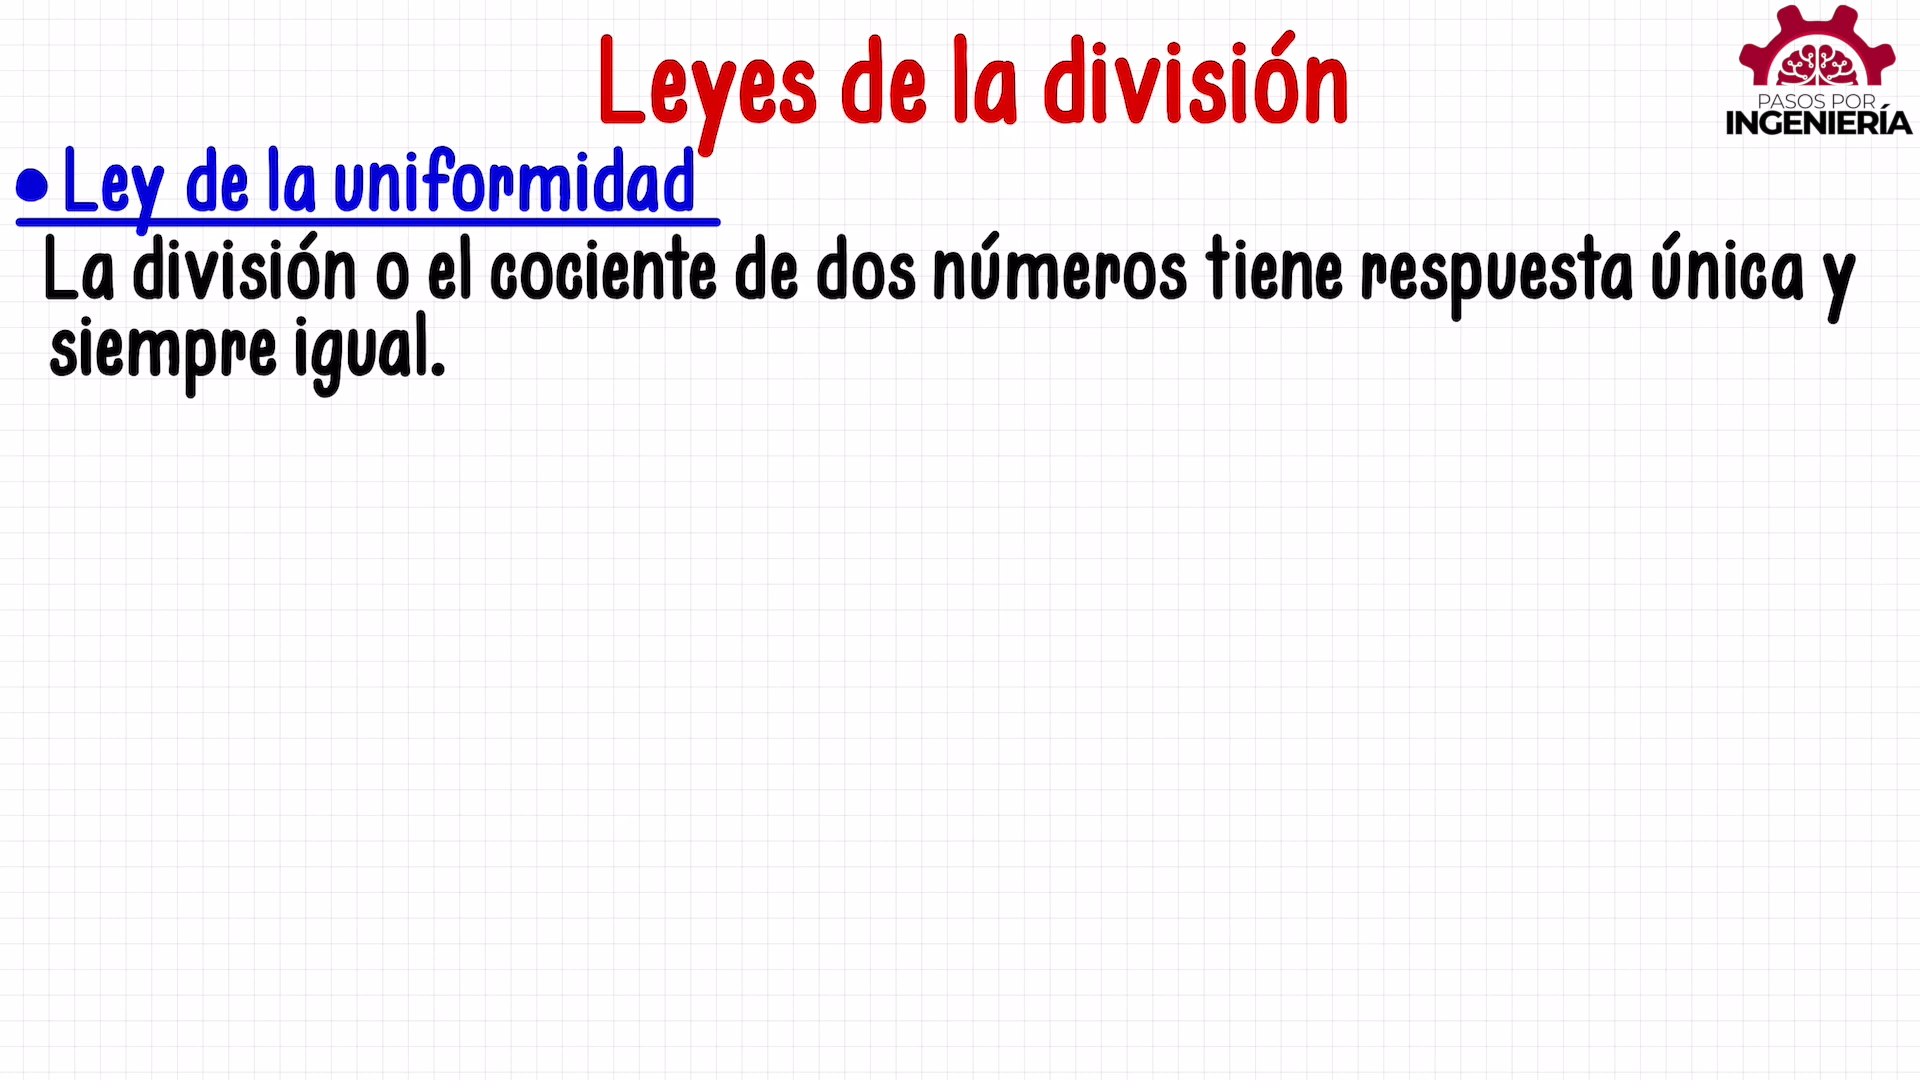 Leyes de la división
PASOS POR
INGENIERÍA
• Ley de la uniformidad
La división o el cociente de dos números tiene respuesta única y
siempre igual.